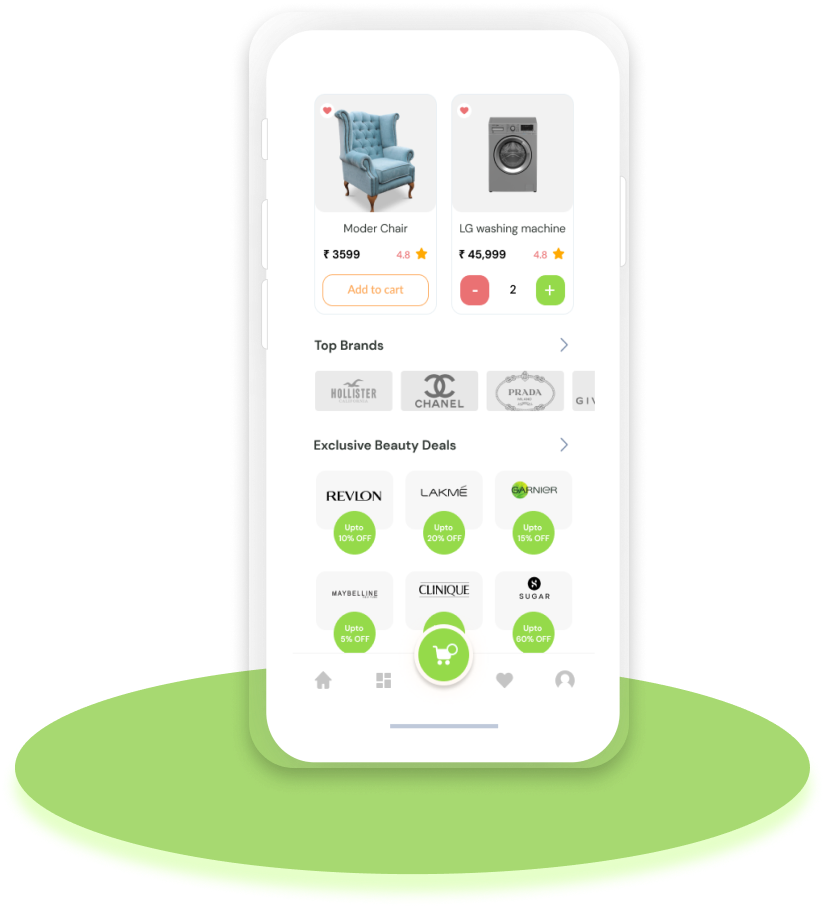 Moder Chair
LG washing machine
₹ 3599
4.8
₹ 45,999
4.8
Add to cart
-
2
+
Top Brands
HOLLISTER
CALIFORNIA
CHANEL
PRADA
MILANO
GIV
Exclusive Beauty Deals
REVLON
LAKMÉ
GARNIER
Upto
10% OFF
Upto
20% OFF
Upto
15% OFF
MAYBELLINE
CLINIQUE
SUGAR
Upto
5% OFF
Upto
60% OFF